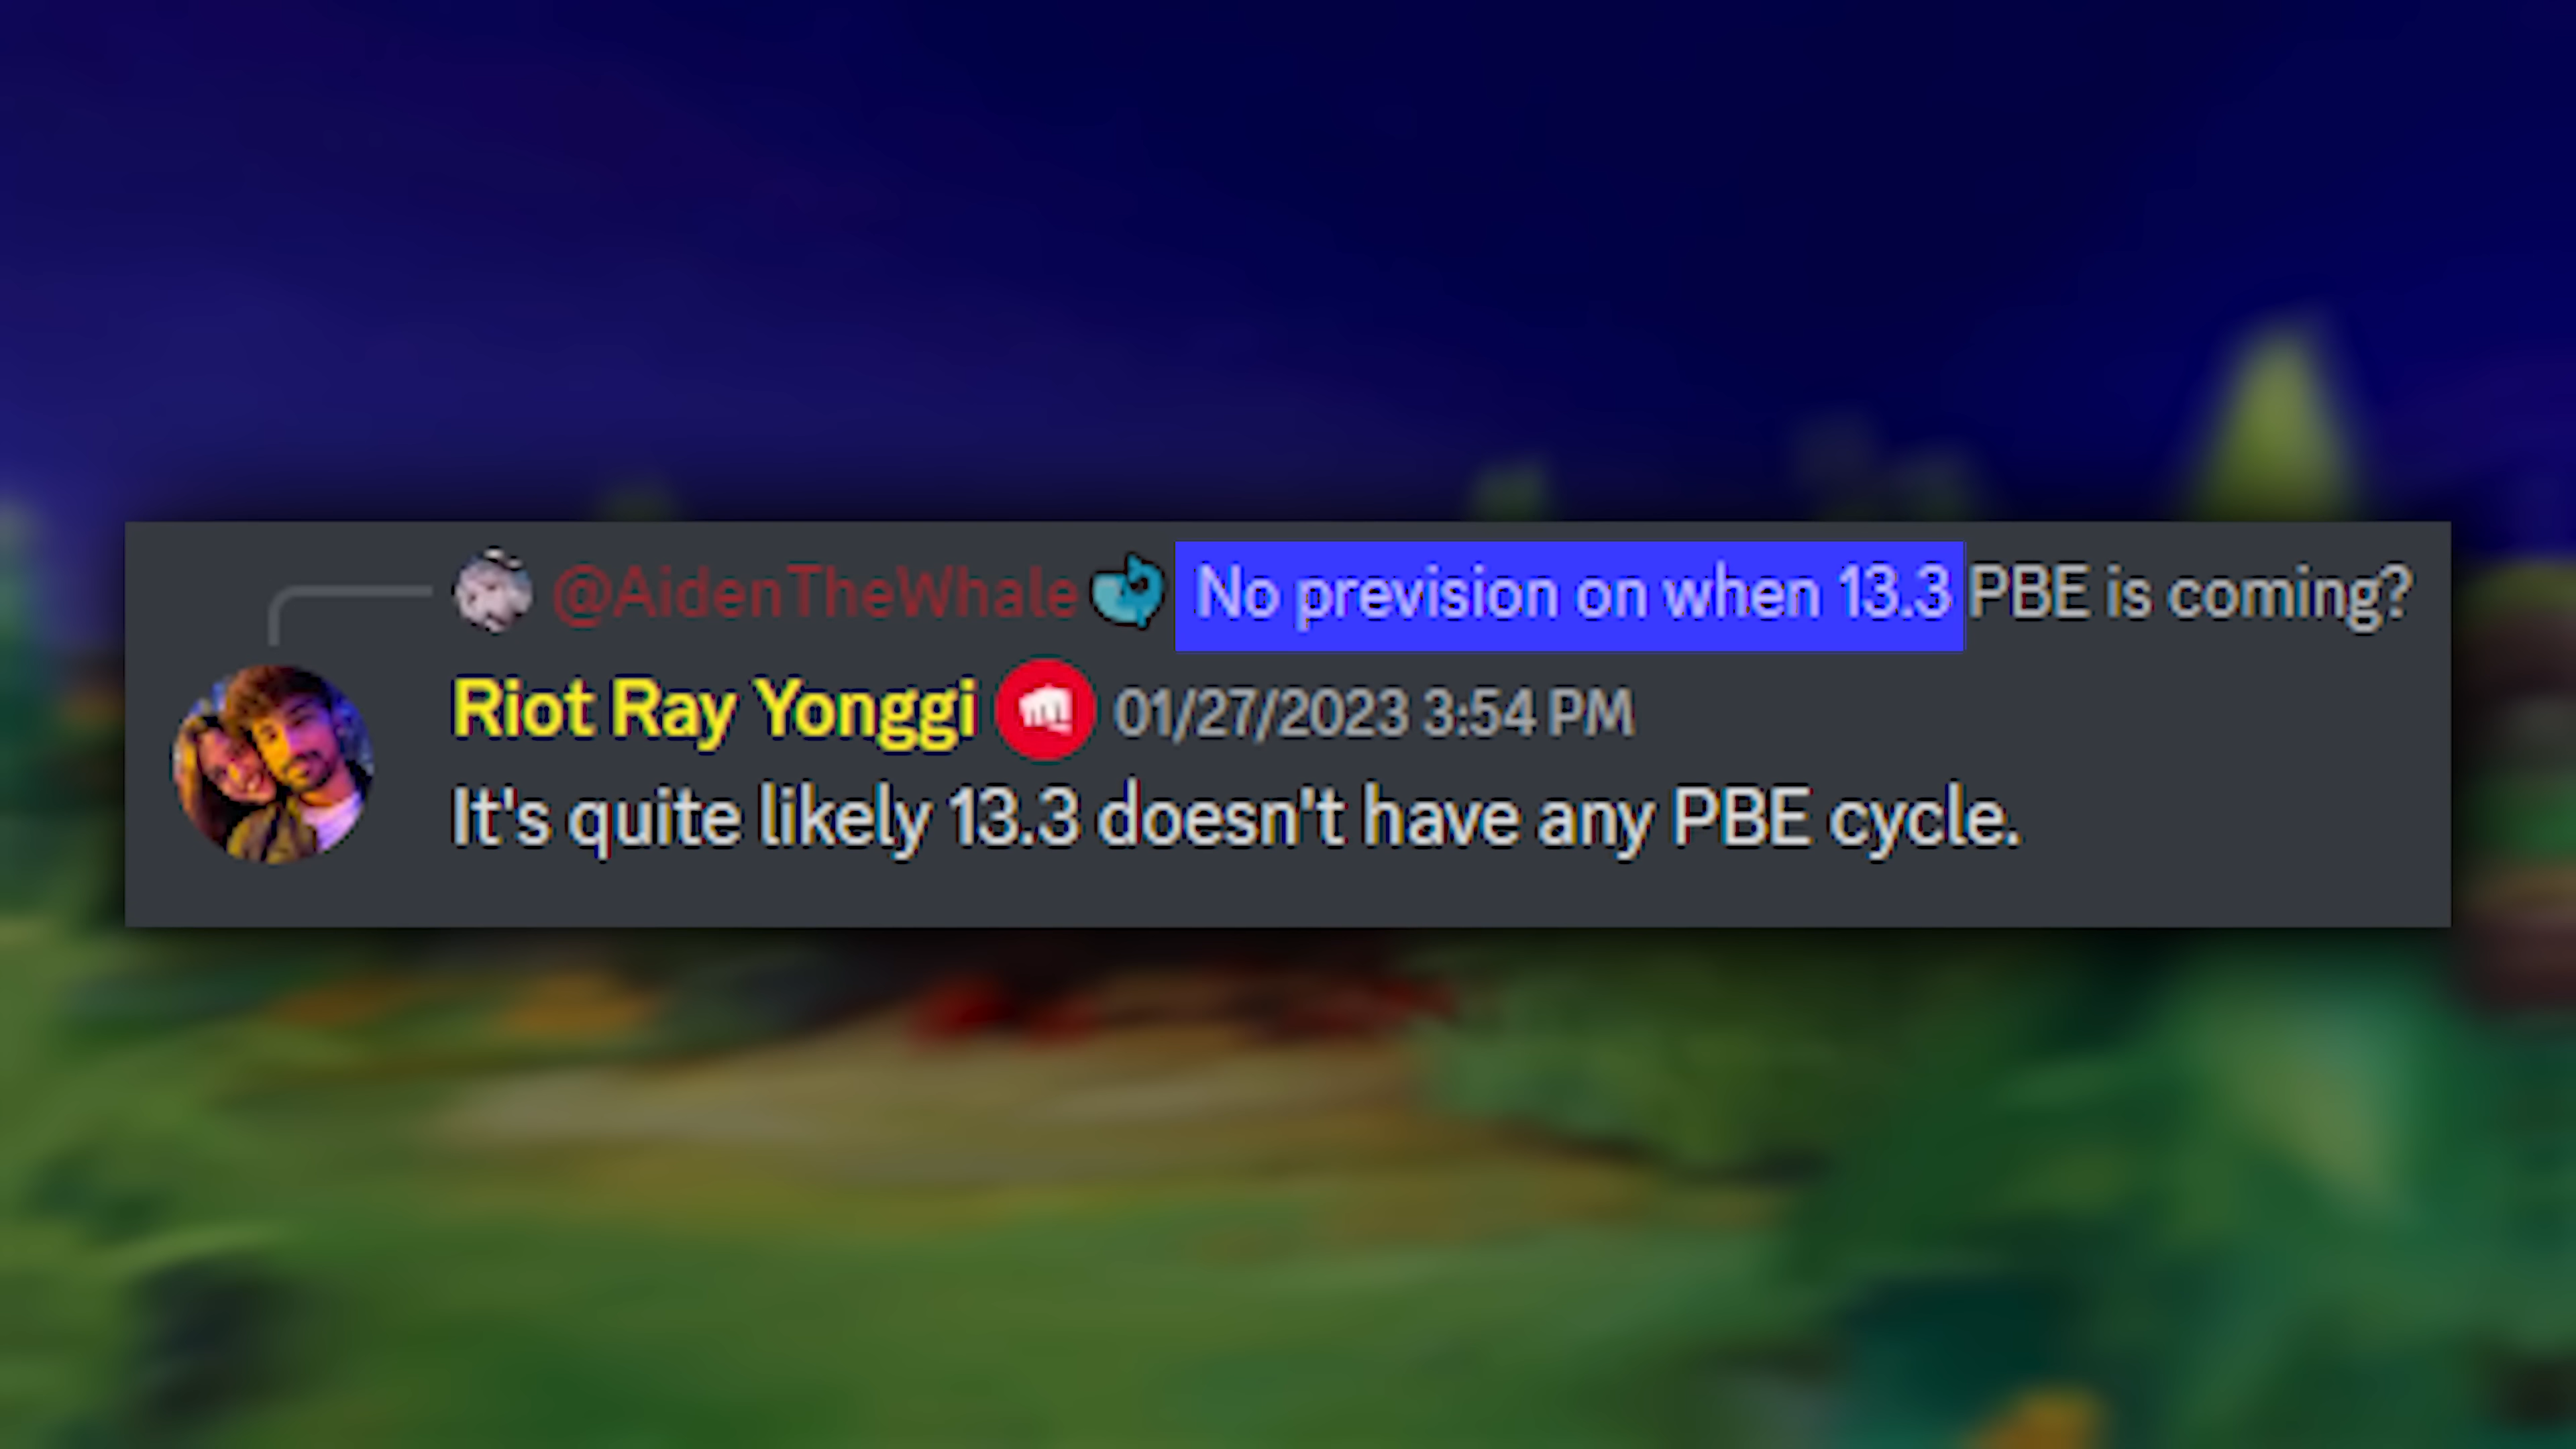 @AidenTheWhale No prevision on when 13.3 PBE is coming?
Riot Ray Yonggi 01/27/2023 3:54 PM
It's quite likely 13.3 doesn't have any PBE cycle.